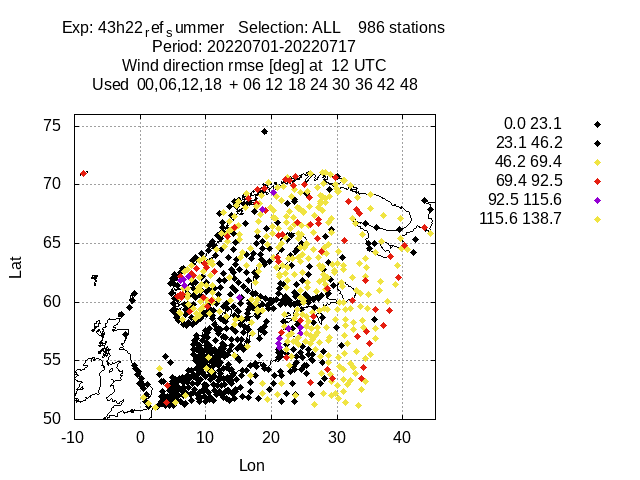 Exp: 43h22ref summer Selection: ALL 986 stations
Period: 20220701-20220717
Wind direction rmse [deg] at 12 UTC
Used 00,06,12,18 + 06 12 18 24 30 36 42 48
0.0 23.1
23.1 46.2
46.2 69.4
69.4 92.5
92.5 115.6
115.6 138.7
75
70
65
60
55
50
Lat
-10 0 10 20 30 40
Lon